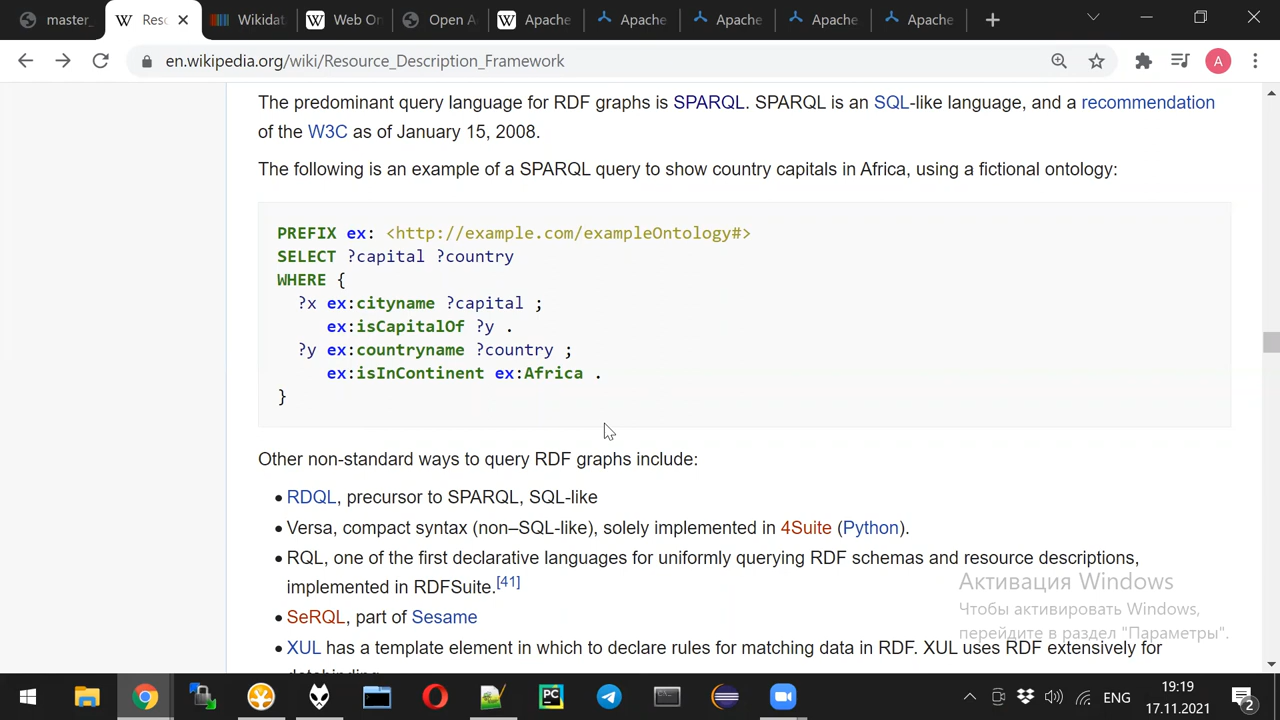 master_
Resc
Wikidat
Web On
Open A
Apache
Apache
Apache
Apache
Apache
en.wikipedia.org/wiki/Resource_Description_Framework
A
The predominant query language for RDF graphs is SPARQL. SPARQL is an SQL-like language, and a recommendation
of the W3C as of January 15, 2008.
The following is an example of a SPARQL query to show country capitals in Africa, using a fictional ontology:
PREFIX ex: <http://example.com/exampleOntology#>
SELECT ?capital ?country
WHERE {
?x ex:cityname ?capital ;
ex:isCapitalOf ?y .
?y ex:countryname ?country ;
ex:isInContinent ex:Africa .
}
Other non-standard ways to query RDF graphs include:
• RDQL, precursor to SPARQL, SQL-like
• Versa, compact syntax (non–SQL-like), solely implemented in 4Suite (Python).
• RQL, one of the first declarative languages for uniformly querying RDF schemas and resource descriptions,
implemented in RDFSuite.[41]
• SeRQL, part of Sesame
• XUL has a template element in which to declare rules for matching data in RDF. XUL uses RDF extensively for
databinding.
Активация Windows
Чтобы активировать Windows,
перейдите в раздел "Параметры".
PC
ENG
19:19
17.11.2021
2